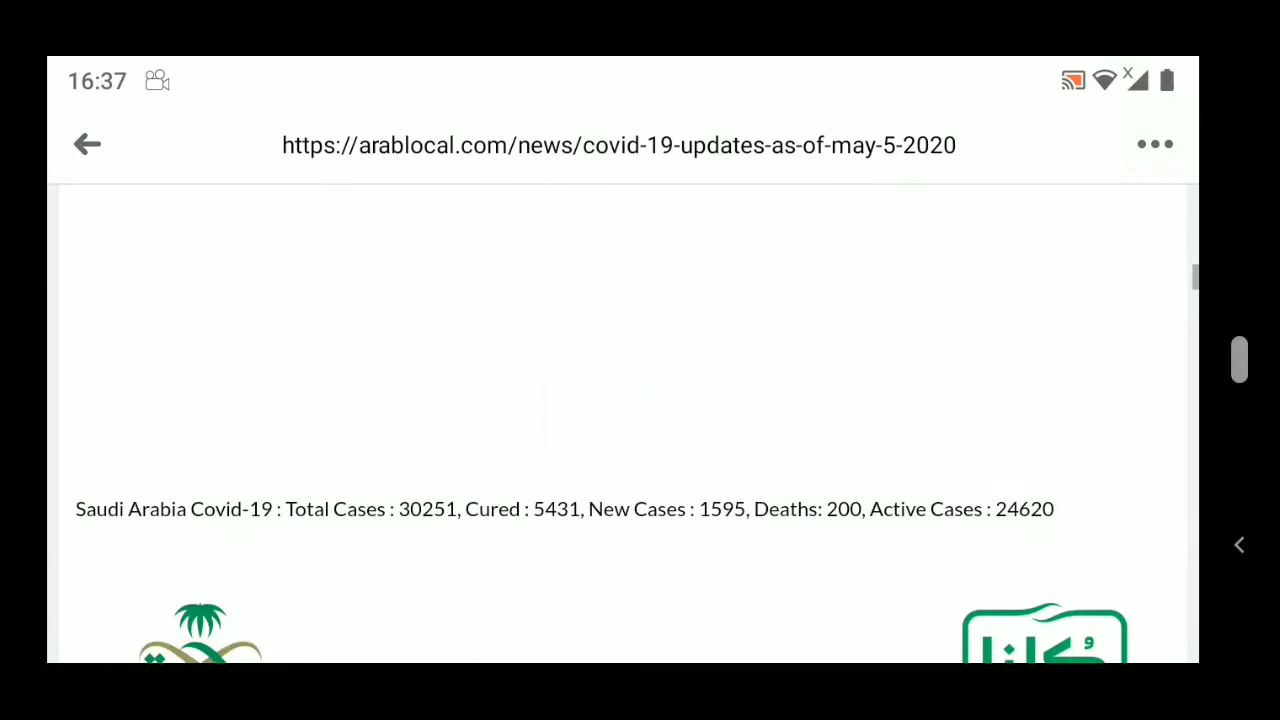 16:37
X
https://arablocal.com/news/covid-19-updates-as-of-may-5-2020
Saudi Arabia Covid-19 : Total Cases : 30251, Cured : 5431, New Cases : 1595, Deaths: 200, Active Cases : 24620